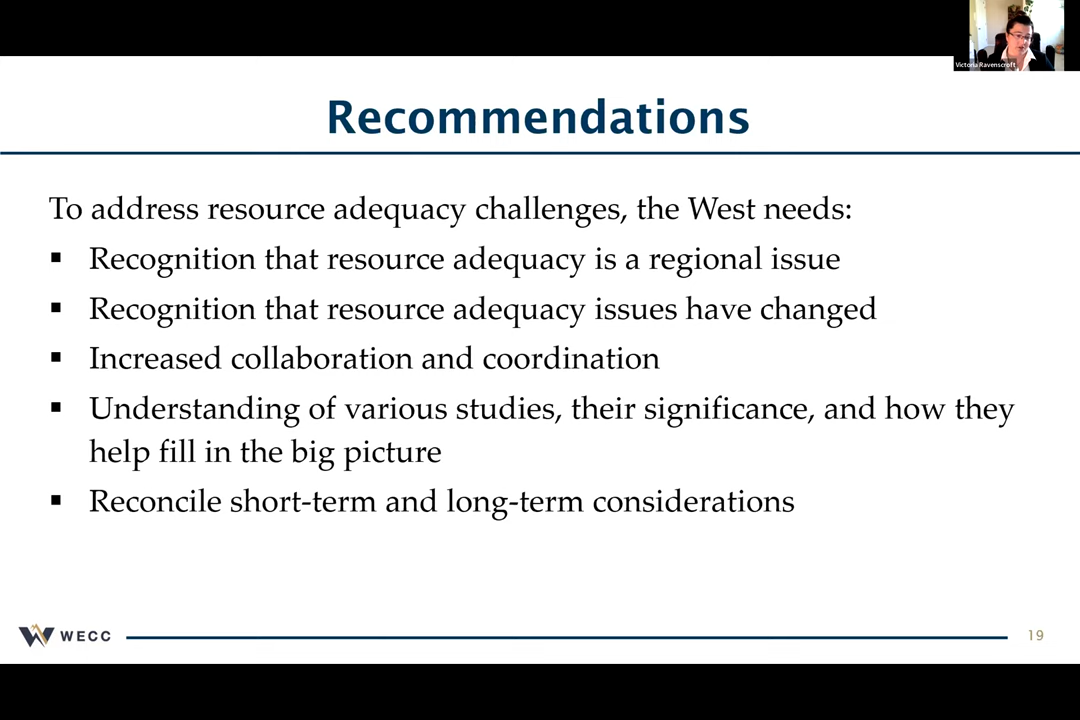 Victoria Ravenscroft
Recommendations
To address resource adequacy challenges, the West needs:
▪ Recognition that resource adequacy is a regional issue
▪ Recognition that resource adequacy issues have changed
▪ Increased collaboration and coordination
▪ Understanding of various studies, their significance, and how they
help fill in the big picture
▪ Reconcile short-term and long-term considerations
WECC
19